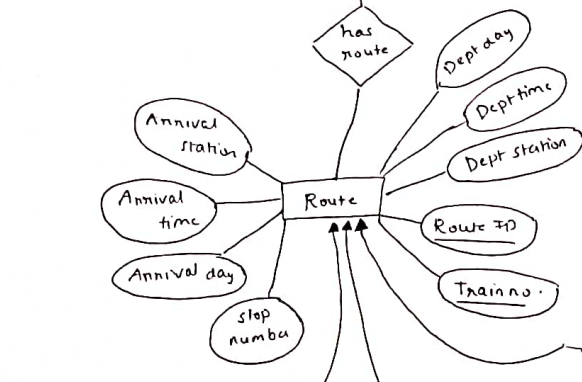 has
route
Dept day
Dept time
Dept station
Arrival
station
Route
Arrival
time
Route ID
Arrival day
Train no.
stop
number